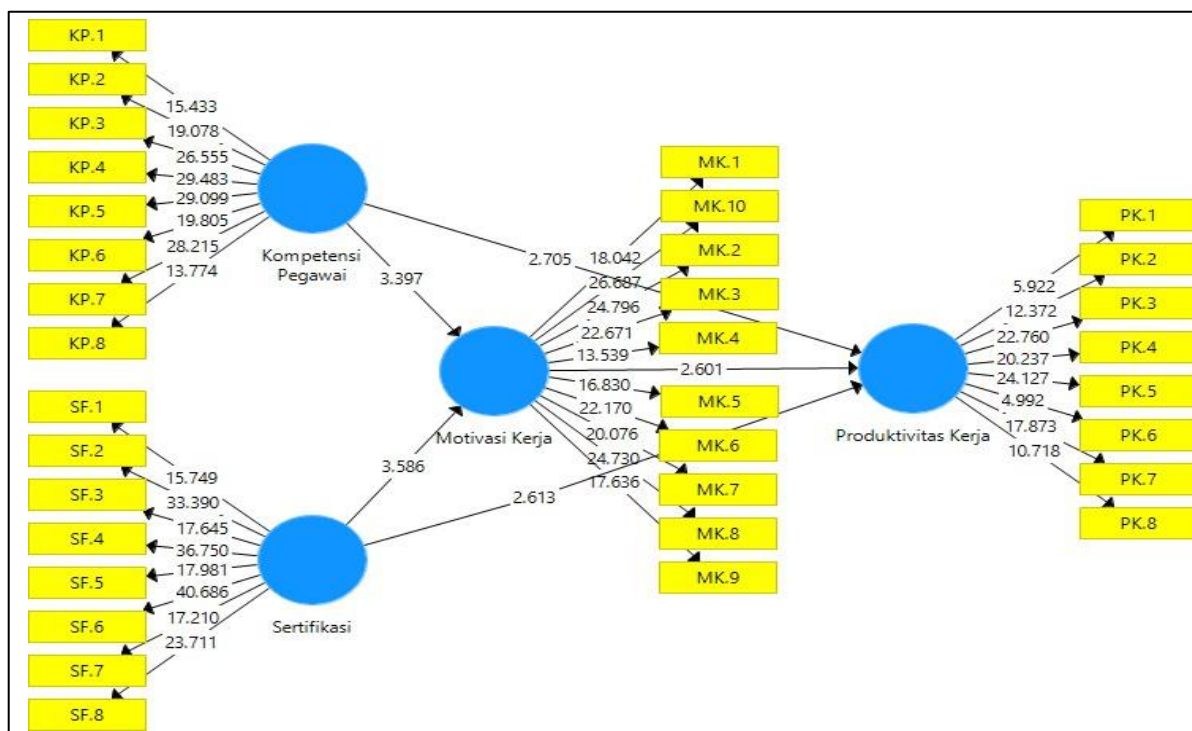 KP.1
KP.2
KP.3
KP.4
KP.5
KP.6
KP.7
KP.8
15.433
19.078
26.555
29.483
29.099
19.805
28.215
13.774
Kompetensi
Pegawai
3.397
2.705
SF.1
SF.2
SF.3
SF.4
SF.5
SF.6
SF.7
SF.8
15.749
33.390
17.645
36.750
17.981
40.686
17.210
23.711
Sertifikasi
3.586
2.613
Motivasi Kerja
2.601
18.042
26.687
24.796
22.671
13.539
16.830
22.170
20.076
24.730
17.636
MK.1
MK.10
MK.2
MK.3
MK.4
MK.5
MK.6
MK.7
MK.8
MK.9
Produktivitas Kerja
5.922
12.372
22.760
20.237
24.127
4.992
17.873
10.718
PK.1
PK.2
PK.3
PK.4
PK.5
PK.6
PK.7
PK.8